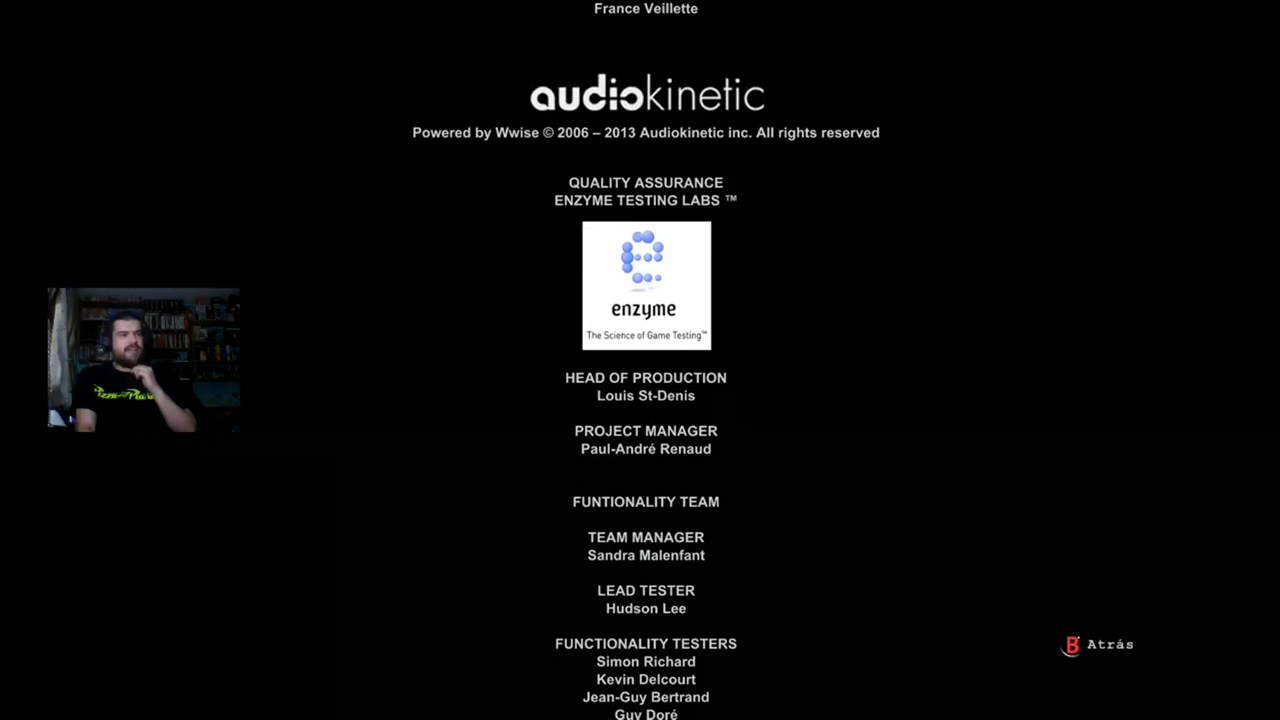 France Veillette
audiokinetic
Powered by Wwise © 2006 – 2013 Audiokinetic inc. All rights reserved
QUALITY ASSURANCE
ENZYME TESTING LABS ™
enzyme
The Science of Game Testing™
HEAD OF PRODUCTION
Louis St-Denis
PROJECT MANAGER
Paul-André Renaud
FUNTIONALITY TEAM
TEAM MANAGER
Sandra Malenfant
LEAD TESTER
Hudson Lee
FUNCTIONALITY TESTERS
Simon Richard
Kevin Delcourt
Jean-Guy Bertrand
Guy Doré
B Atrás